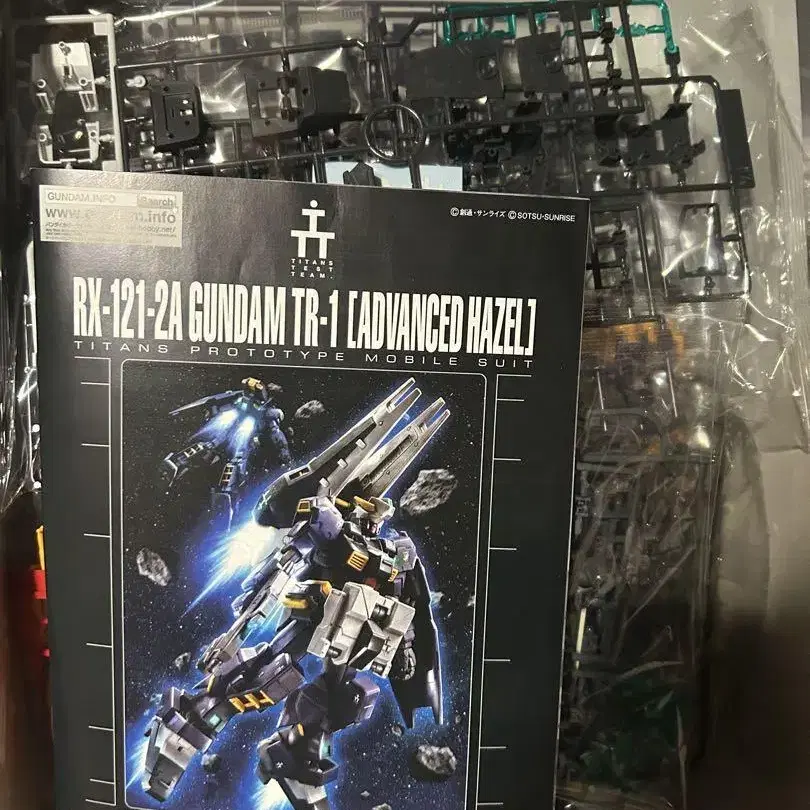 GUNDAM.INFO Search
©創通・サンライズ ©SOTSU・SUNRISE
TITANS
TEST
TEAM
RX-121-2A GUNDAM TR-1 [ADVANCED HAZEL]
TITANS PROTOTYPE MOBILE SUIT